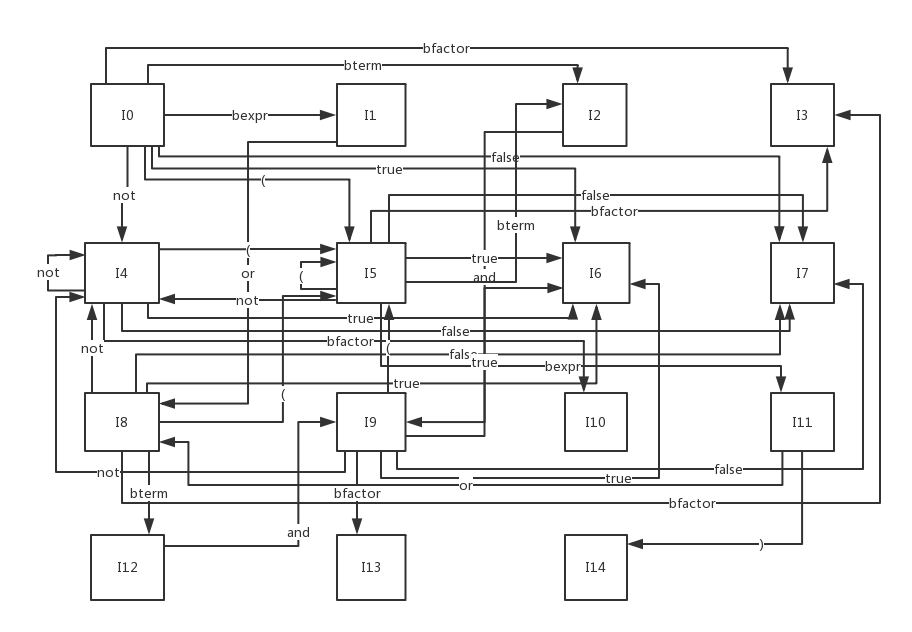 bfactor
bterm
I0
bexpr
I1
I2
I3
false
true
(
not
false
bfactor
bterm
(
true
or
not
I4
(
I5
and
I6
I7
not
true
false
bfactor
not
(
false
true
bexpr
true
(
I8
I9
I10
I11
not
false
true
or
bterm
bfactor
bfactor
and
)
I12
I13
I14